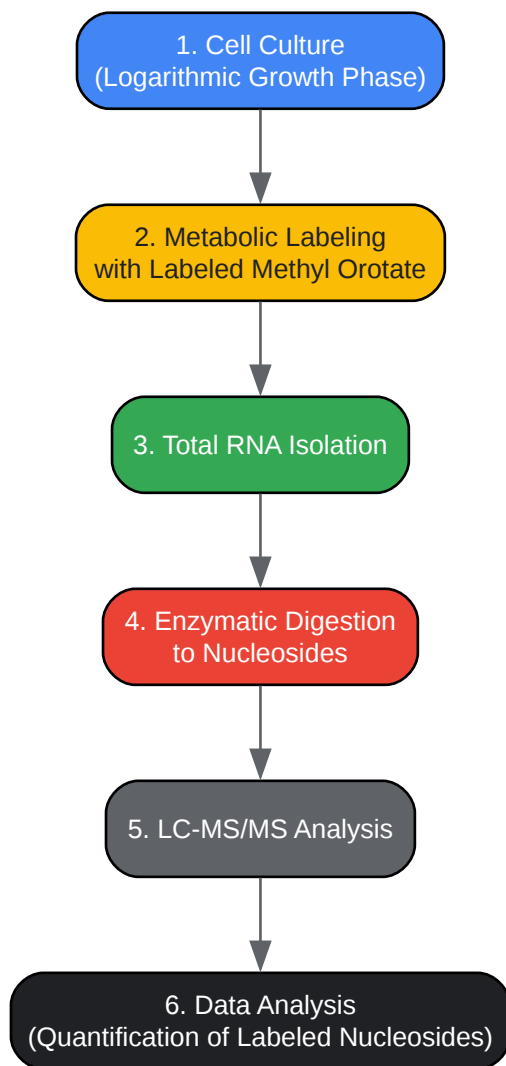 1. Cell Culture
(Logarithmic Growth Phase)
2. Metabolic Labeling
with Labeled Methyl Orotate
3. Total RNA Isolation
4. Enzymatic Digestion
to Nucleosides
5. LC-MS/MS Analysis
6. Data Analysis
(Quantification of Labeled Nucleosides)